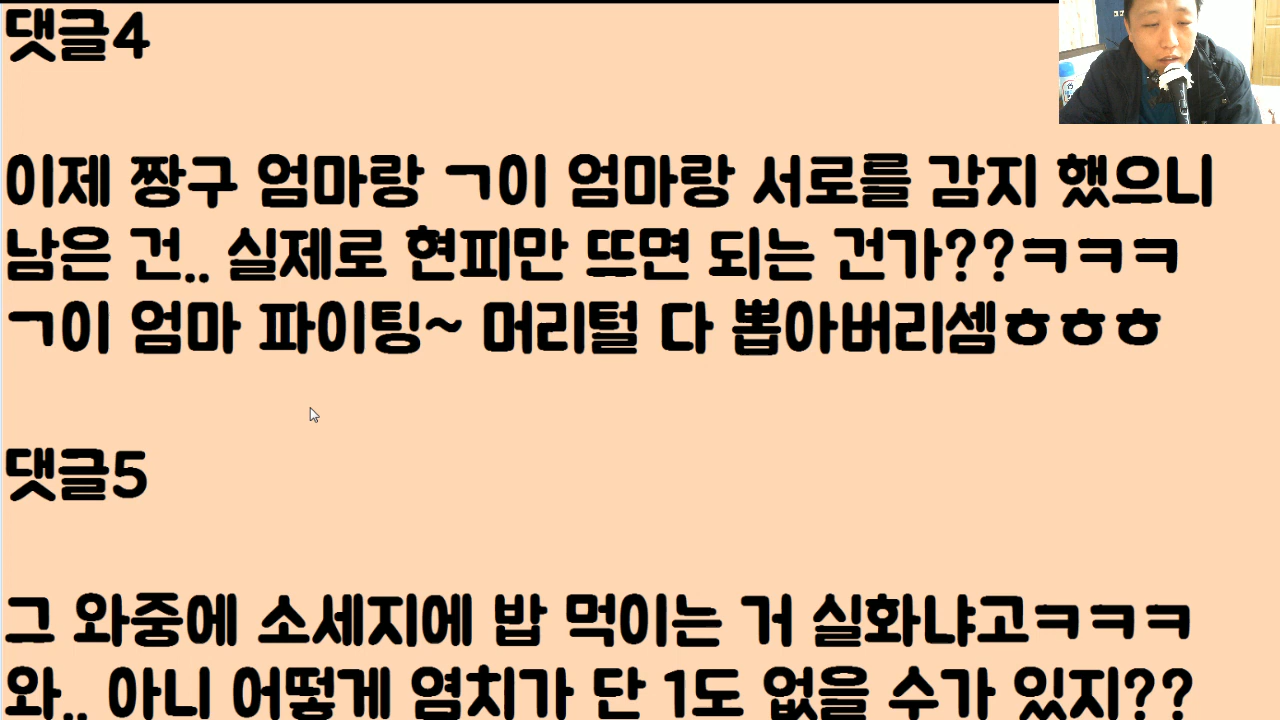 댓글4
이제 짱구 엄마랑 ㄱ이 엄마랑 서로를 감지 했으니
남은 건.. 실제로 현피만 뜨면 되는 건가??ㅋㅋㅋ
ㄱ이 엄마 파이팅~ 머리털 다 뽑아버리셈ㅎㅎㅎ
댓글5
그 와중에 소세지에 밥 먹이는 거 실화냐고ㅋㅋㅋ
와.. 아니 어떻게 염치가 단 1도 없을 수가 있지??